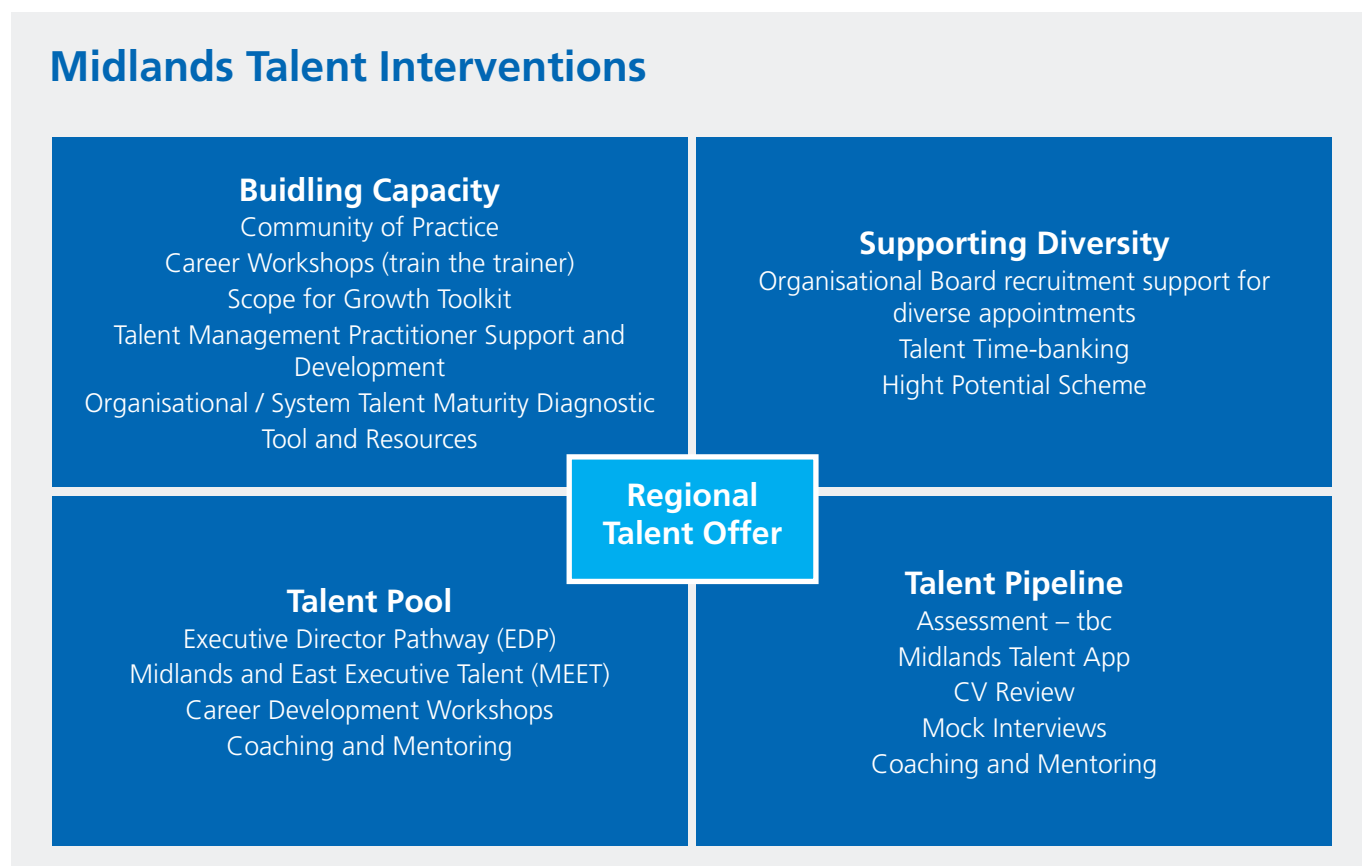 Midlands Talent Interventions
Buidling Capacity
Community of Practice
Career Workshops (train the trainer)
Scope for Growth Toolkit
Talent Management Practitioner Support and
Development
Organisational / System Talent Maturity Diagnostic
Tool and Resources
Supporting Diversity
Organisational Board recruitment support for
diverse appointments
Talent Time-banking
Hight Potential Scheme
Regional
Talent Offer
Talent Pool
Executive Director Pathway (EDP)
Midlands and East Executive Talent (MEET)
Career Development Workshops
Coaching and Mentoring
Talent Pipeline
Assessment – tbc
Midlands Talent App
CV Review
Mock Interviews
Coaching and Mentoring